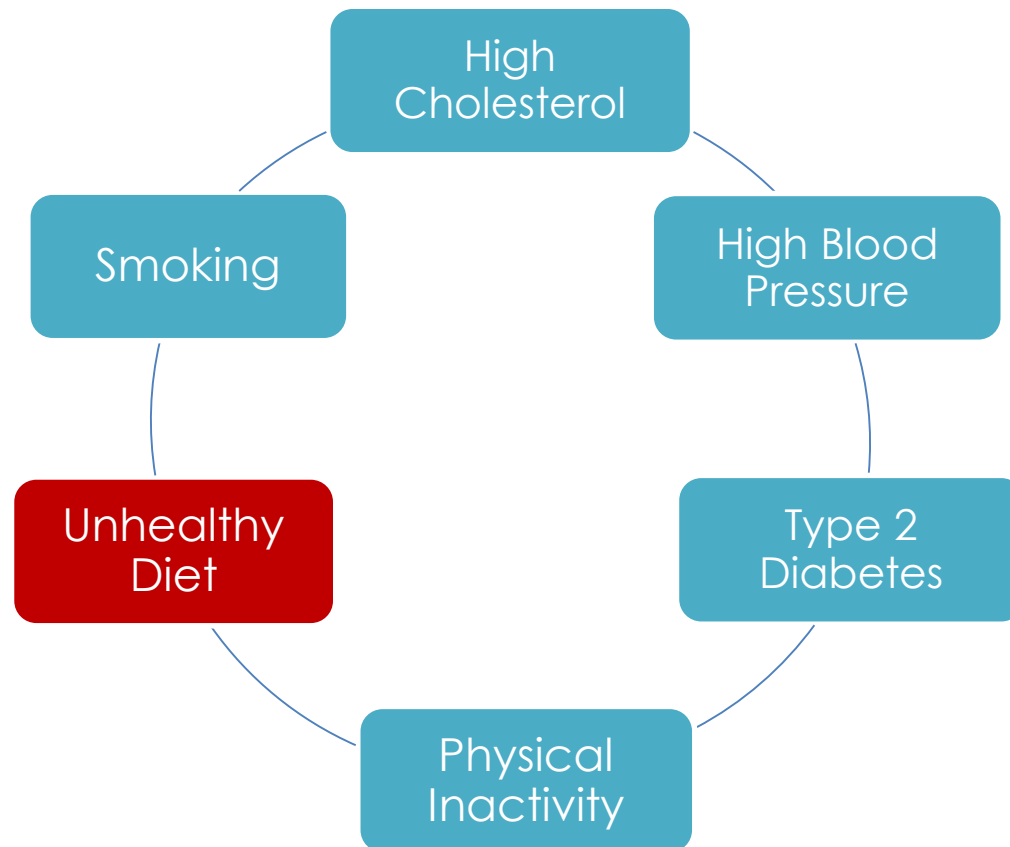 High
Cholesterol
High Blood
Pressure
Type 2
Diabetes
Physical
Inactivity
Unhealthy
Diet
Smoking